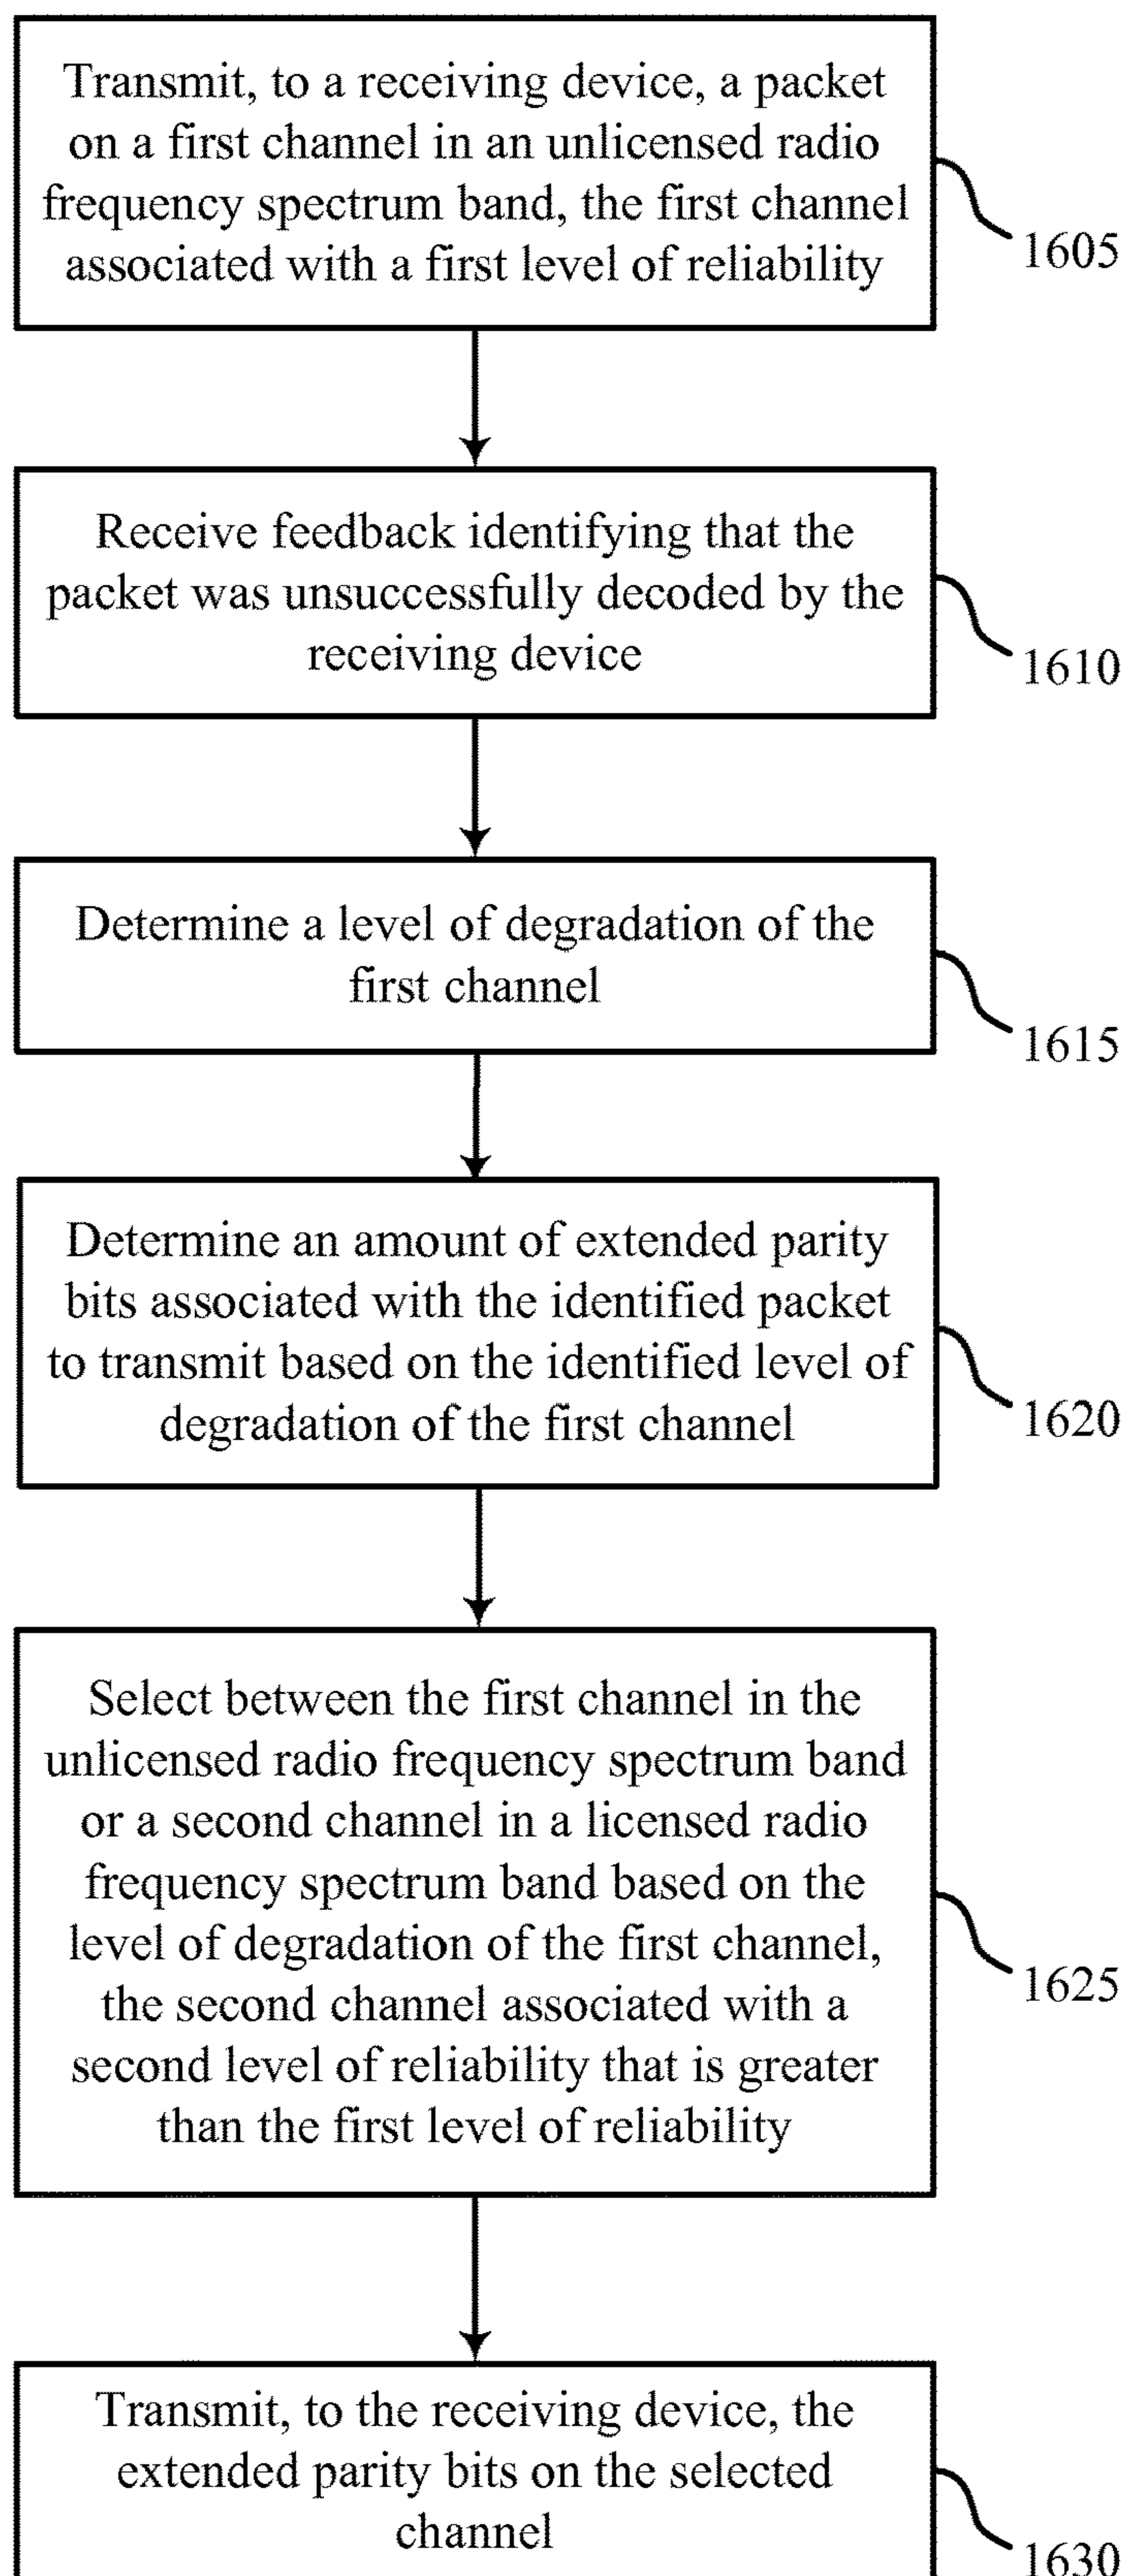 Transmit, to a receiving device, a packet
on a first channel in an unlicensed radio
frequency spectrum band, the first channel
associated with a first level of reliability
1605
Receive feedback identifying that the
packet was unsuccessfully decoded by the
receiving device
1610
Determine a level of degradation of the
first channel
1615
Determine an amount of extended parity
bits associated with the identified packet
to transmit based on the identified level of
degradation of the first channel
1620
Select between the first channel in the
unlicensed radio frequency spectrum band
or a second channel in a licensed radio
frequency spectrum band based on the
level of degradation of the first channel,
the second channel associated with a
second level of reliability that is greater
than the first level of reliability
1625
Transmit, to the receiving device, the
extended parity bits on the selected
channel
1630